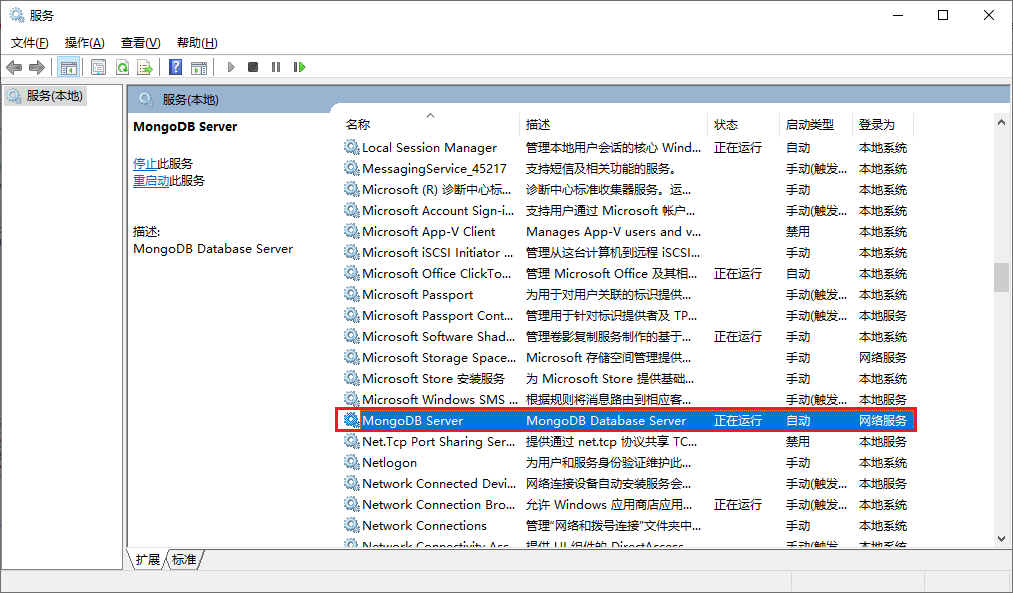 服务
文件(F) 操作(A) 查看(V) 帮助(H)
服务(本地)
服务(本地)
MongoDB Server
停止此服务
重启动此服务
描述:
MongoDB Database Server
名称 描述 状态 启动类型 登录为
Local Session Manager 管理本地用户会话的核心 Wind... 正在运行 自动 本地系统
MessagingService_45217 支持短信及相关功能的服务。 手动(触发... 本地系统
Microsoft (R) 诊断中心标... 诊断中心标准收集器服务。运... 手动 本地系统
Microsoft Account Sign-i... 支持用户通过 Microsoft 帐户... 手动(触发... 本地系统
Microsoft App-V Client Manages App-V users and v... 禁用 本地系统
Microsoft iSCSI Initiator ... 管理从这台计算机到远程 iSCSI... 手动 本地系统
Microsoft Office ClickTo... 管理 Microsoft Office 及其相... 正在运行 自动 本地系统
Microsoft Passport 为用于对用户关联的标识提供... 手动(触发... 本地系统
Microsoft Passport Cont... 管理用于针对标识提供者及 TP... 手动(触发... 本地服务
Microsoft Software Shad... 管理卷影复制服务制作的基于... 正在运行 手动 本地系统
Microsoft Storage Space... Microsoft 存储空间管理提供... 手动 网络服务
Microsoft Store 安装服务 为 Microsoft Store 提供基础... 手动 本地系统
Microsoft Windows SMS ... 根据规则将消息路由到相应客... 手动(触发... 本地系统
MongoDB Server MongoDB Database Server 正在运行 自动 网络服务
Net.Tcp Port Sharing Ser... 提供通过 net.tcp 协议共享 TC... 禁用 本地服务
Netlogon 为用户和服务身份验证维护此... 手动 本地系统
Network Connected Devi... 网络连接设备自动安装服务会... 手动(触发... 本地服务
Network Connection Bro... 允许 Windows 应用商店应用... 正在运行 手动(触发... 本地系统
Network Connections 管理“网络和拨号连接”文件夹中... 手动 本地系统
Network Connectivity Ass... 提供 UI 组件的 DirectAccess... 手动(触发... 本地系统
扩展 标准